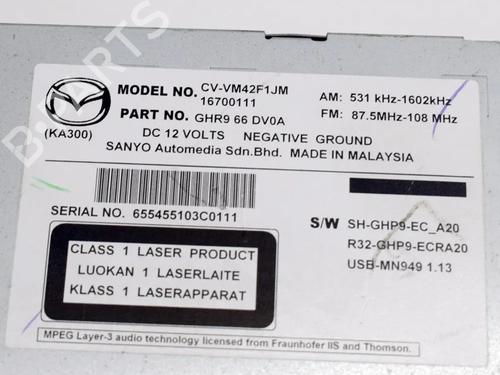 MODEL NO. CV-VM42F1JM
16700111
PART NO. GHR9 66 DV0A
(KA300)
DC 12 VOLTS NEGATIVE GROUND
SANYO Automedia Sdn.Bhd. MADE IN MALAYSIA
AM: 531 kHz-1602kHz
FM: 87.5MHz-108 MHz
SERIAL NO. 655455103C0111
CLASS 1 LASER PRODUCT
LUOKAN 1 LASERLAITE
KLASS 1 LASERAPPARAT
S/W SH-GHP9-EC_A20
R32-GHP9-ECRA20
USB-MN949 1.13
MPEG Layer-3 audio technology licensed from Fraunhofer IIS and Thomson.
B-PARTS